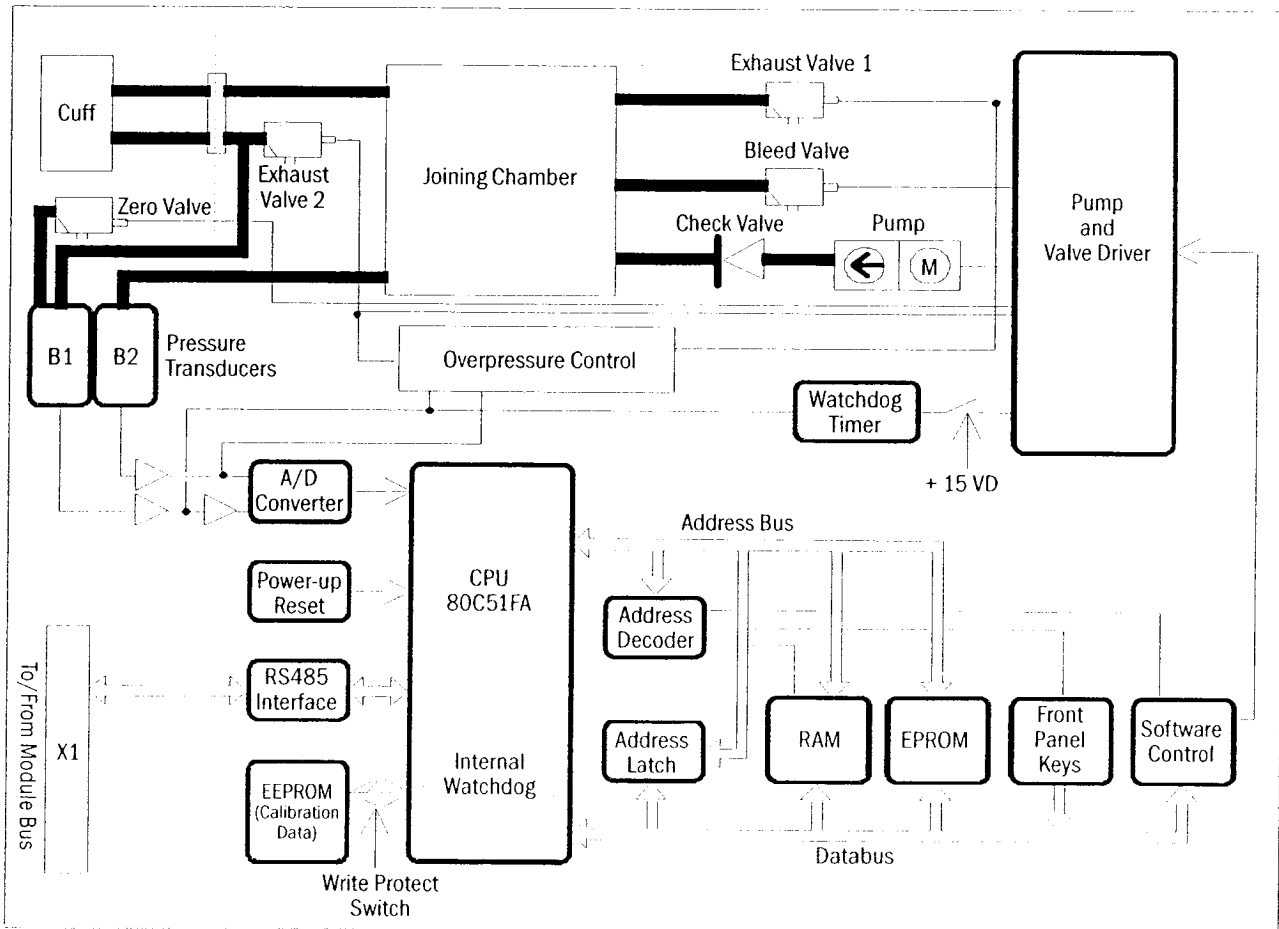 Cuff
Exhaust
Valve 2
Zero Valve
Joining Chamber
Exhaust Valve 1
Bleed Valve
Check Valve
Pump
M
Pump
and
Valve Driver
B1
B2
Pressure
Transducers
Overpressure Control
Watchdog
Timer
+ 15 VD
A/D
Converter
Power-up
Reset
RS485
Interface
EEPROM
(Calibration
Data)
Write Protect
Switch
CPU
80C51FA
Internal
Watchdog
Address Bus
Address
Decoder
Address
Latch
RAM
EPROM
Front
Panel
Keys
Software
Control
Databus
To/From Module Bus
X1